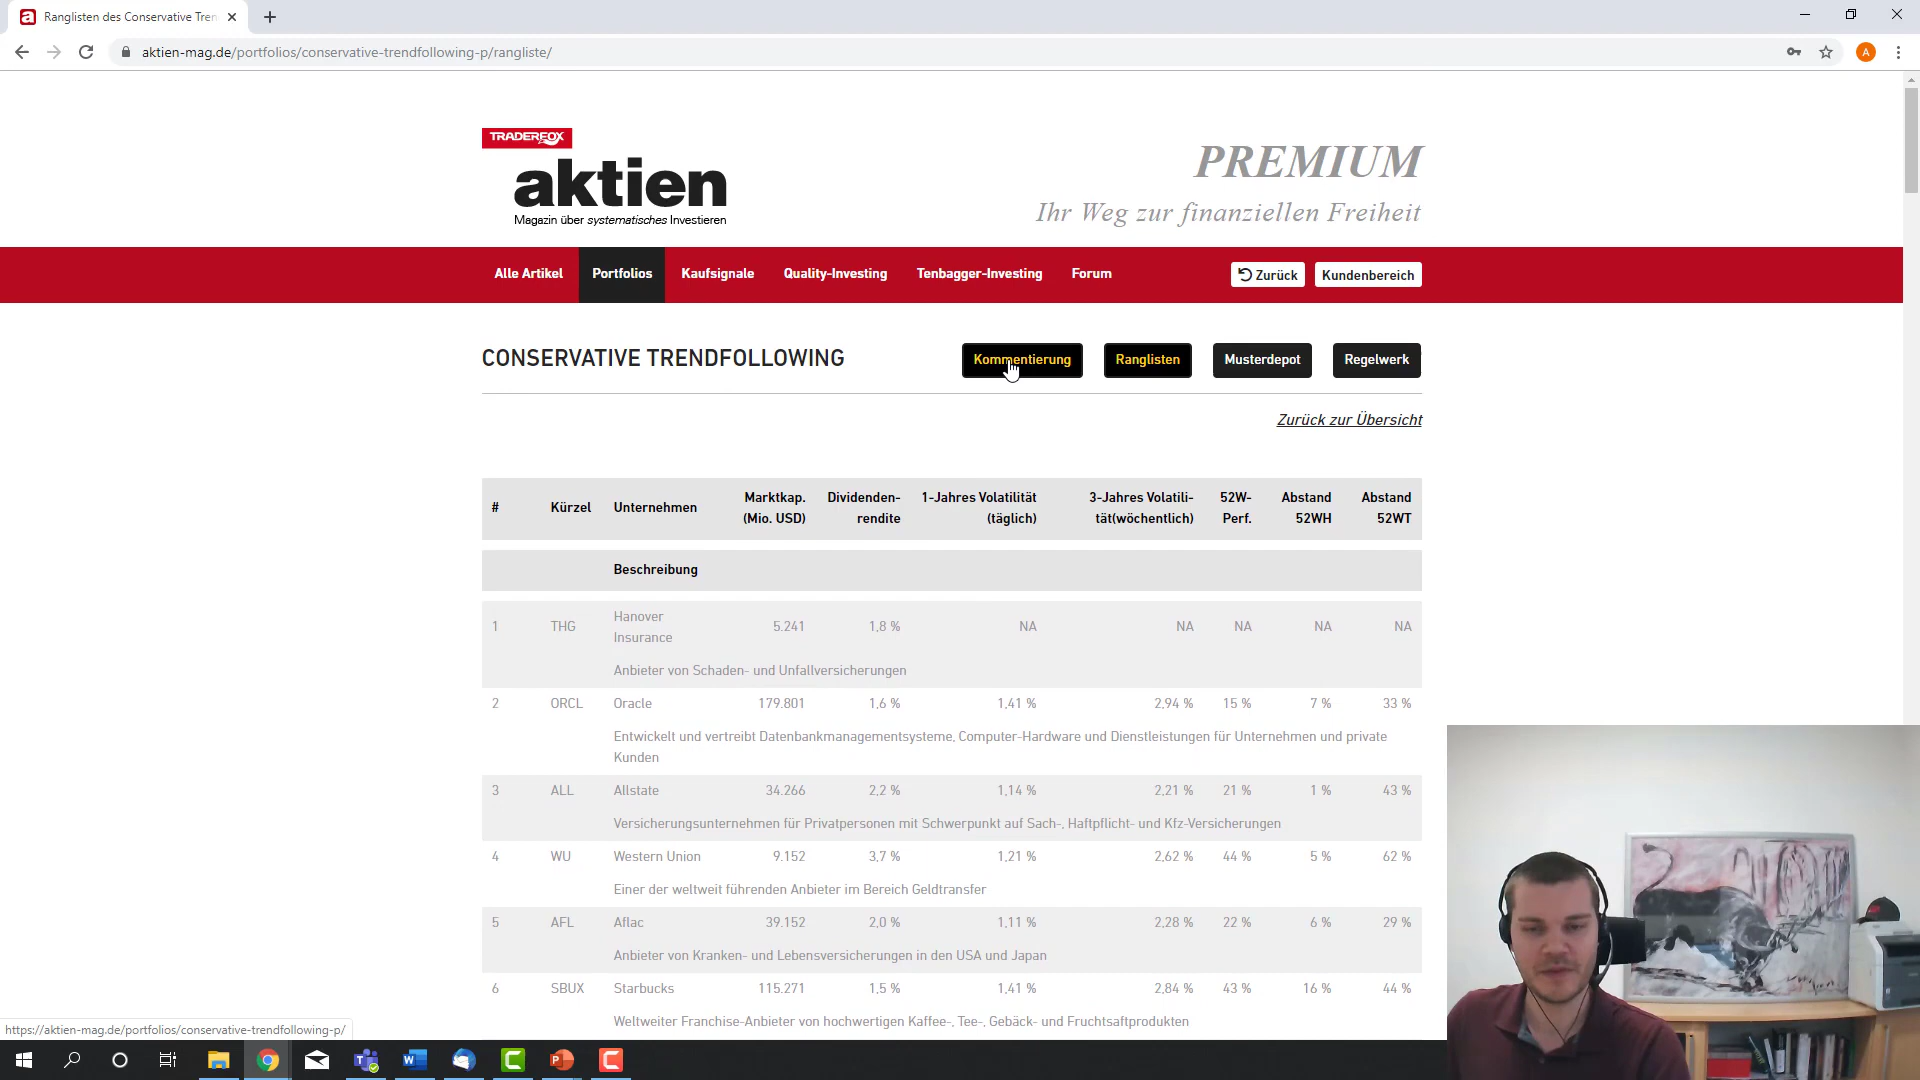 Ranglisten des Conservative Tren
aktien-mag.de/portfolios/conservative-trendfollowing-p/rangliste/
A
TRADERFOX
aktien
Magazin über systematisches Investieren
PREMIUM
Ihr Weg zur finanziellen Freiheit
Alle Artikel Portfolios Kaufsignale Quality-Investing Tenbagger-Investing Forum Zurück Kundenbereich
CONSERVATIVE TRENDFOLLOWING Kommentierung Ranglisten Musterdepot Regelwerk
Zurück zur Übersicht
# Kürzel Unternehmen Marktkap. (Mio. USD) Dividenden-rendite 1-Jahres Volatilität (täglich) 3-Jahres Volatili-tät(wöchentlich) 52W-Perf. Abstand 52WH Abstand 52WT
Beschreibung
1 THG Hanover Insurance 5.241 1,8 % NA NA NA NA NA
Anbieter von Schaden- und Unfallversicherungen
2 ORCL Oracle 179.801 1,6 % 1,41 % 2,94 % 15 % 7 % 33 %
Entwickelt und vertreibt Datenbankmanagementsysteme, Computer-Hardware und Dienstleistungen für Unternehmen und private
Kunden
3 ALL Allstate 34.266 2,2 % 1,14 % 2,21 % 21 % 1 % 43 %
Versicherungsunternehmen für Privatpersonen mit Schwerpunkt auf Sach-, Haftpflicht- und Kfz-Versicherungen
4 WU Western Union 9.152 3,7 % 1,21 % 2,62 % 44 % 5 % 62 %
Einer der weltweit führenden Anbieter im Bereich Geldtransfer
5 AFL Aflac 39.152 2,0 % 1,11 % 2,28 % 22 % 6 % 29 %
Anbieter von Kranken- und Lebensversicherungen in den USA und Japan
6 SBUX Starbucks 115.271 1,5 % 1,41 % 2,84 % 43 % 16 % 44 %
Weltweiter Franchise-Anbieter von hochwertigen Kaffee-, Tee-, Gebäck- und Fruchtsaftprodukten
https://aktien-mag.de/portfolios/conservative-trendfollowing-p/